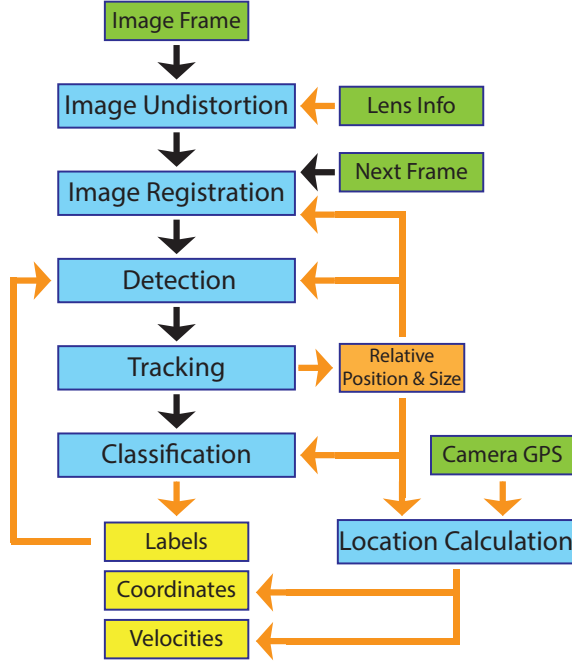 Image Frame
Image Undistortion
Lens Info
Image Registration
Next Frame
Detection
Tracking
Relative
Position & Size
Classification
Camera GPS
Labels
Location Calculation
Coordinates
Velocities